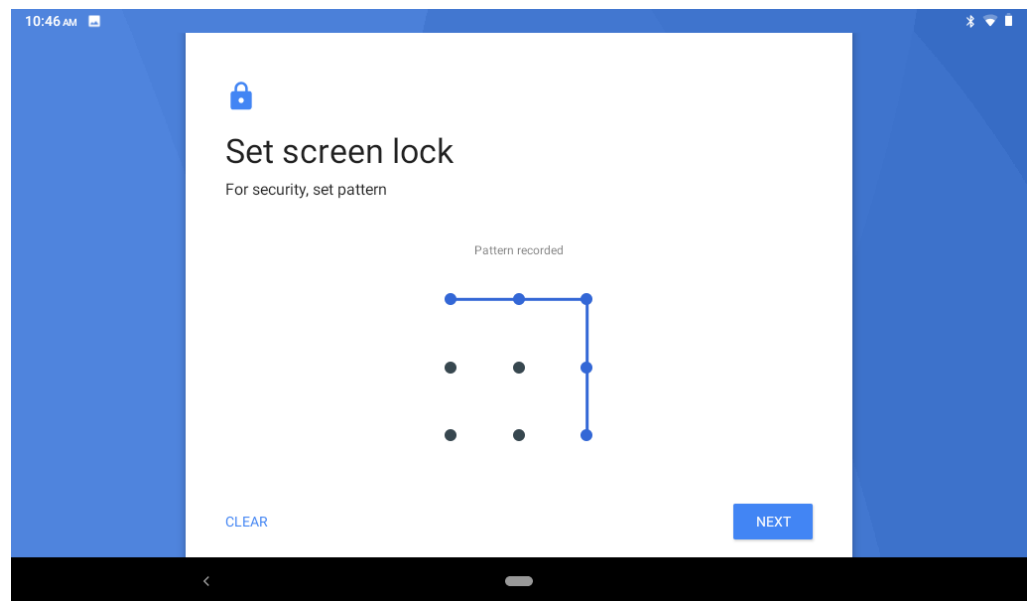 10:46 AM
Set screen lock
For security, set pattern
Pattern recorded
CLEAR
NEXT